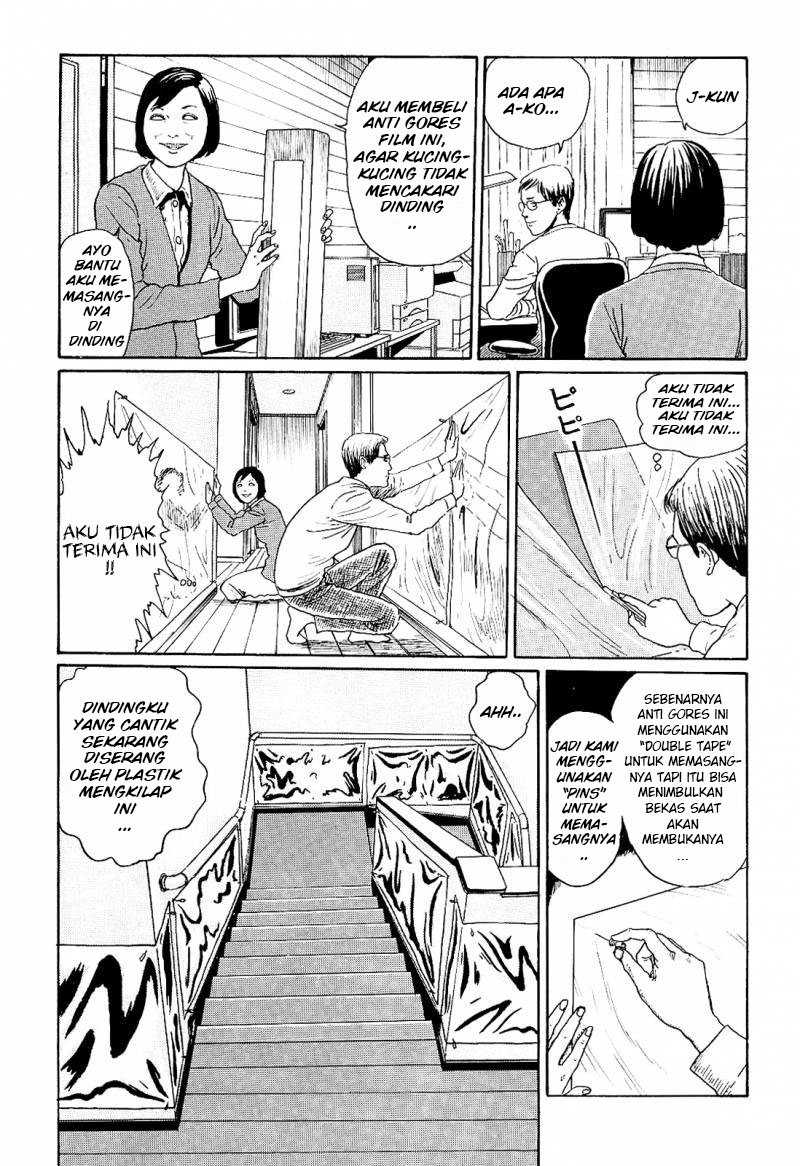 J-KUN
ADA APA
A-KO...
AKU MEMBELI
ANTI GORES
FILM INI,
AGAR KUCING-
KUCING TIDAK
MENCAKARI
DINDING
..
AYO
BANTU
AKU ME-
MASANG-
NYA
DI
DINDING
AKU TIDAK
TERIMA INI...
AKU TIDAK
TERIMA INI...
ピピー
AKU TIDAK
TERIMA INI
!!
SEBENARNYA
ANTI GORES INI
MENGGUNAKAN
"DOUBLE TAPE"
UNTUK MEMASANG-
NYA TAPI ITU BISA
MENIMBULKAN
BEKAS SAAT
AKAN
MEMBUKANYA
...
JADI KAMI
MENGG-
UNAKAN
"PINS"
UNTUK
MEMA-
SANGNYA
..
AHH..
DINDINGKU
YANG CANTIK
SEKARANG
DISERANG
OLEH PLASTIK
MENGKILAP
INI
...